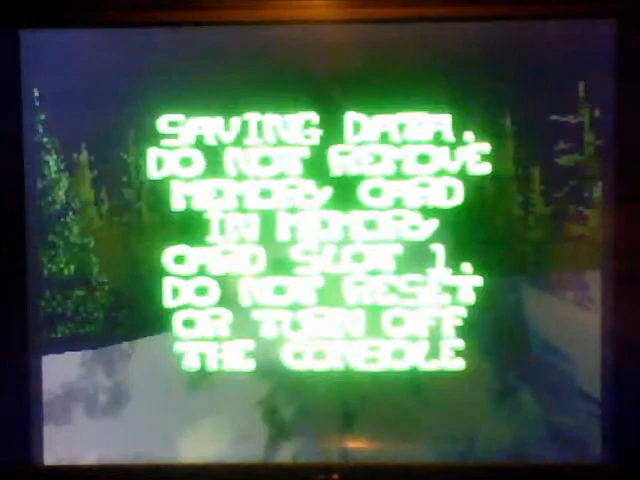 SAVING DATA.
DO NOT REMOVE
MEMORY CARD
IN MEMORY
CARD SLOT 1.
DO NOT RESET
OR TURN OFF
THE CONSOLE